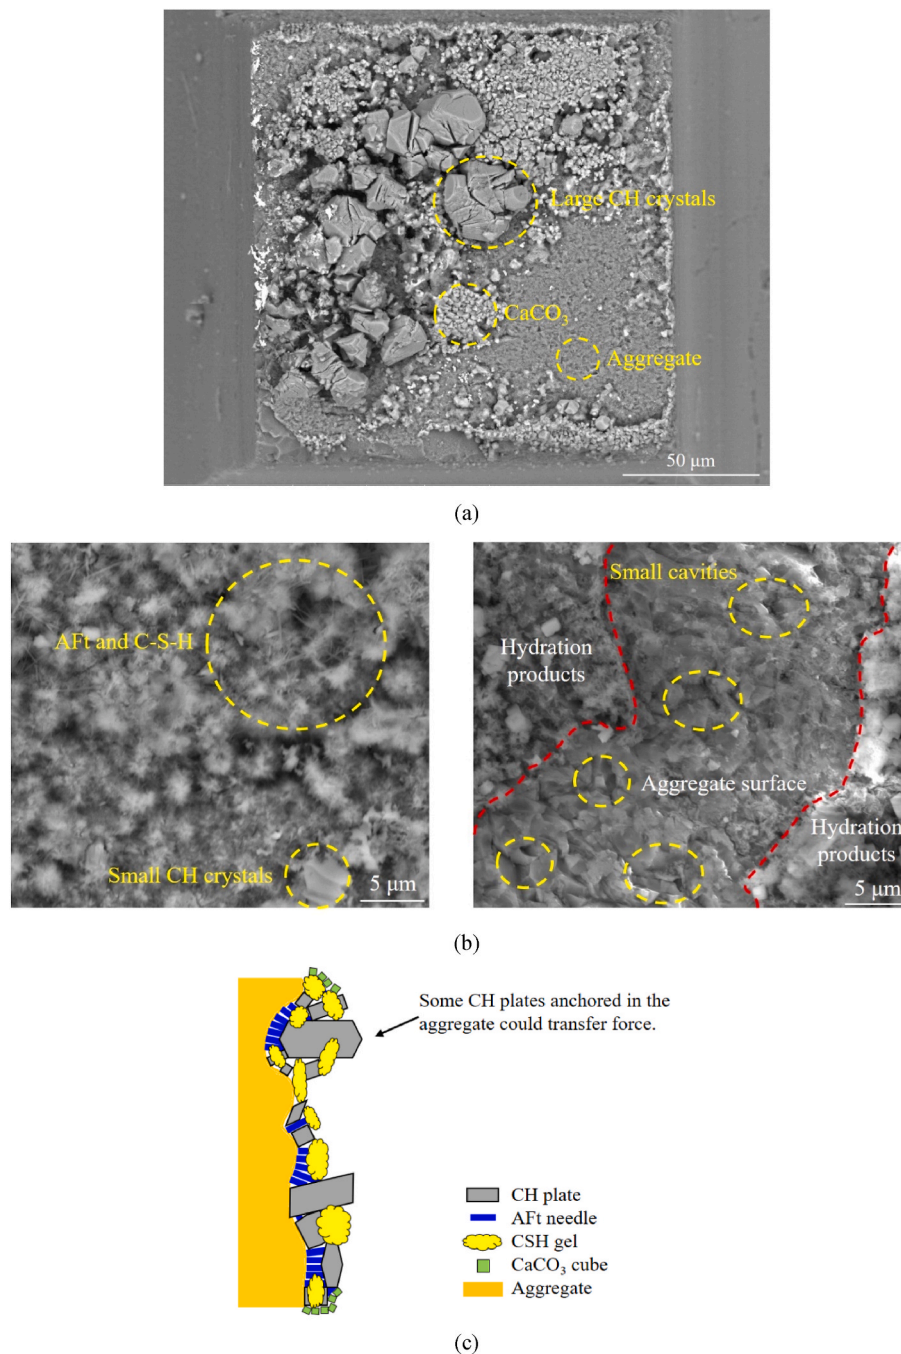 Large CH crystals
CaCO₃
Aggregate
50 μm
(a)
AFt and C-S-H
Small CH crystals
5 μm
Small cavities
Hydration
products
Aggregate surface
Hydration
products
5 μm
(b)
Some CH plates anchored in the
aggregate could transfer force.
CH plate
AFt needle
CSH gel
CaCO₃ cube
Aggregate
(c)